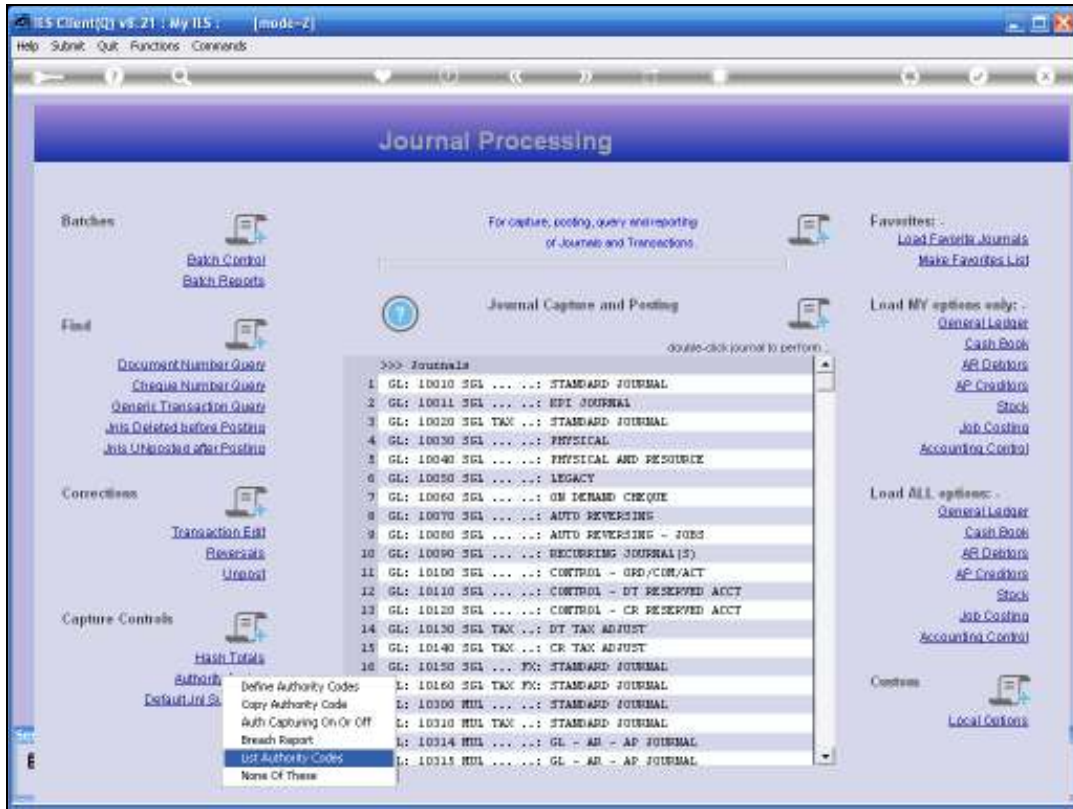 IES Client(Q) v8.21 : My IES : [mode=2]
Help Submit Quit Functions Commands
Journal Processing
Batches
Batch Control
Batch Reports
Find
Document Number Query
Cheque Number Query
Generic Transaction Query
Jnls Deleted before Posting
Jnls UNposted after Posting
Corrections
Transaction Edit
Reversals
Unpost
Capture Controls
Hash Totals
Default Jnl
Define Authority Codes
Copy Authority Code
Auth Capturing On Or Off
Breach Report
List Authority Codes
None Of These
For capture, posting, query and reporting
of Journals and Transactions.
Journal Capture and Posting
double-click journal to perform
>>> Journals
1 GL: 10010 SGL ... ..: STANDARD JOURNAL
2 GL: 10011 SGL ... ..: KPI JOURNAL
3 GL: 10020 SGL TAX ..: STANDARD JOURNAL
4 GL: 10030 SGL ... ..: PHYSICAL
5 GL: 10040 SGL ... ..: PHYSICAL AND RESOURCE
6 GL: 10050 SGL ... ..: LEGACY
7 GL: 10060 SGL ... ..: ON DEMAND CHEQUE
8 GL: 10070 SGL ... ..: AUTO REVERSING
9 GL: 10080 SGL ... ..: AUTO REVERSING - JOBS
10 GL: 10090 SGL ... ..: RECURRING JOURNAL(S)
11 GL: 10100 SGL ... ..: CONTROL - ORD/COM/ACT
12 GL: 10110 SGL ... ..: CONTROL - DT RESERVED ACCT
13 GL: 10120 SGL ... ..: CONTROL - CR RESERVED ACCT
14 GL: 10130 SGL TAX ..: DT TAX ADJUST
15 GL: 10140 SGL TAX ..: CR TAX ADJUST
16 GL: 10150 SGL ... FX: STANDARD JOURNAL
L: 10160 SGL TAX FX: STANDARD JOURNAL
L: 10300 MUL ... ..: STANDARD JOURNAL
L: 10310 MUL TAX ..: STANDARD JOURNAL
L: 10314 MUL ... ..: GL - AR - AP JOURNAL
L: 10315 MUL ... ..: GL - AR - AP JOURNAL
Favorites: .
Load Favorite Journals
Make Favorites List
Load MY options only: .
General Ledger
Cash Book
AR Debtors
AP Creditors
Stock
Job Costing
Accounting Control
Load ALL options: .
General Ledger
Cash Book
AR Debtors
AP Creditors
Stock
Job Costing
Accounting Control
Custom
Local Options